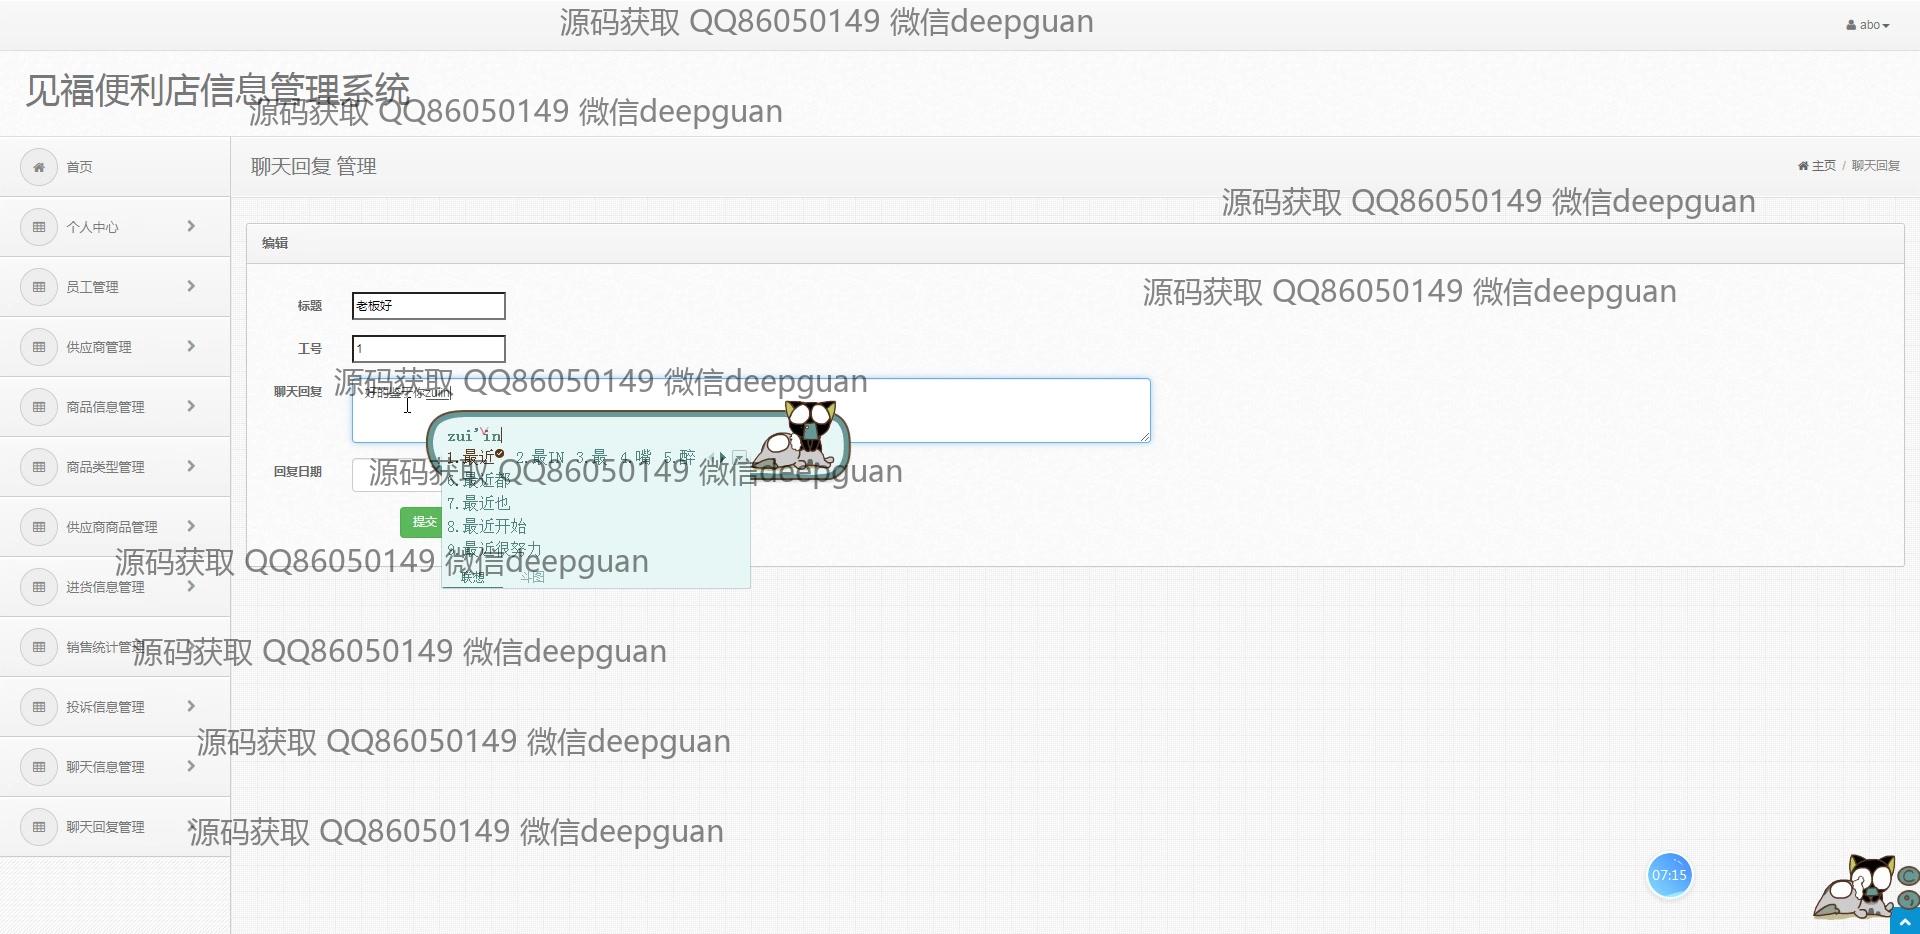 源码获取 QQ86050149 微信deepguan
abo
见福便利店信息管理系统
源码获取 QQ86050149 微信deepguan
首页
聊天回复 管理
主页 / 聊天回复
源码获取 QQ86050149 微信deepguan
个人中心
编辑
员工管理
源码获取 QQ86050149 微信deepguan
标题
老板好
供应商管理
工号
1
源码获取 QQ86050149 微信deepguan
聊天回复
商品信息管理
zui'in
1.最近 2.最IN 3.最 4.嘴 5.醉
商品类型管理
回复日期
源码获取 QQ86050149 微信deepguan
6.最近都
7.最近也
供应商商品管理
提交
8.最近开始
9.最近很努力
源码获取 QQ86050149 微信deepguan
联想 斗图
进货信息管理
销售统计管理
源码获取 QQ86050149 微信deepguan
投诉信息管理
源码获取 QQ86050149 微信deepguan
聊天信息管理
聊天回复管理
源码获取 QQ86050149 微信deepguan
07:15